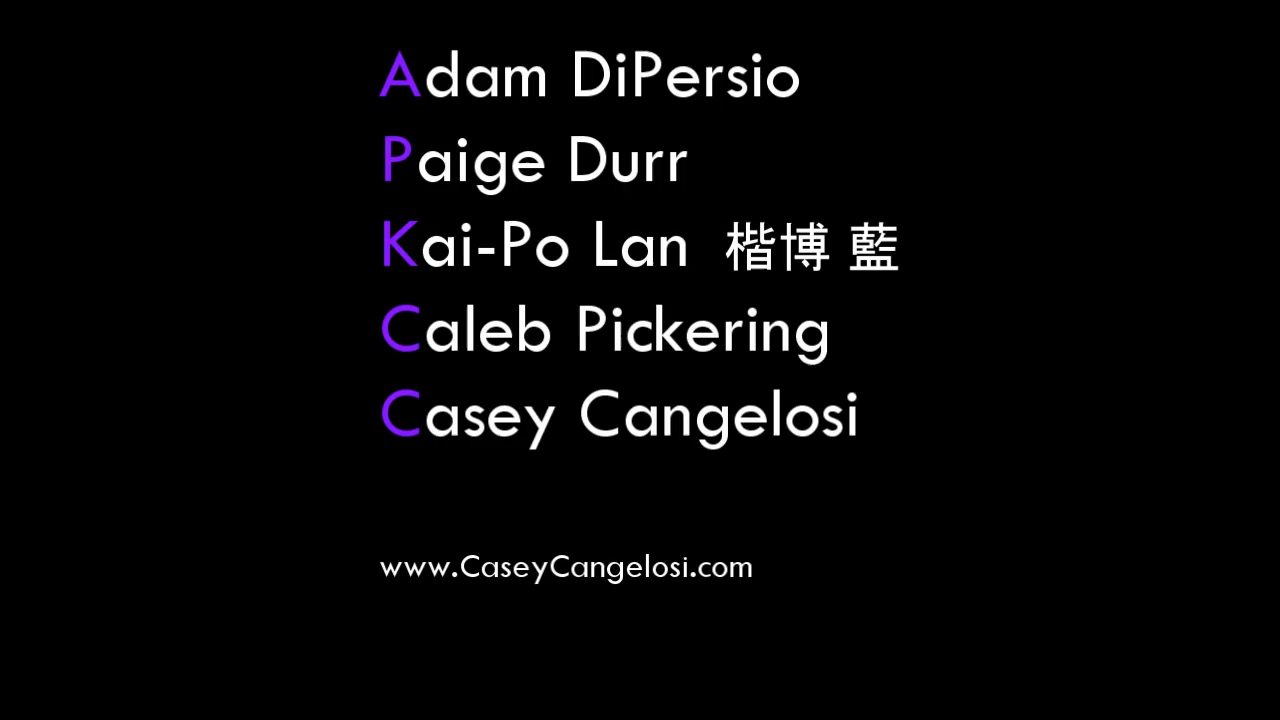 Adam DiPersio
Paige Durr
Kai-Po Lan 楷博 藍
Caleb Pickering
Casey Cangelosi
www.CaseyCangelosi.com